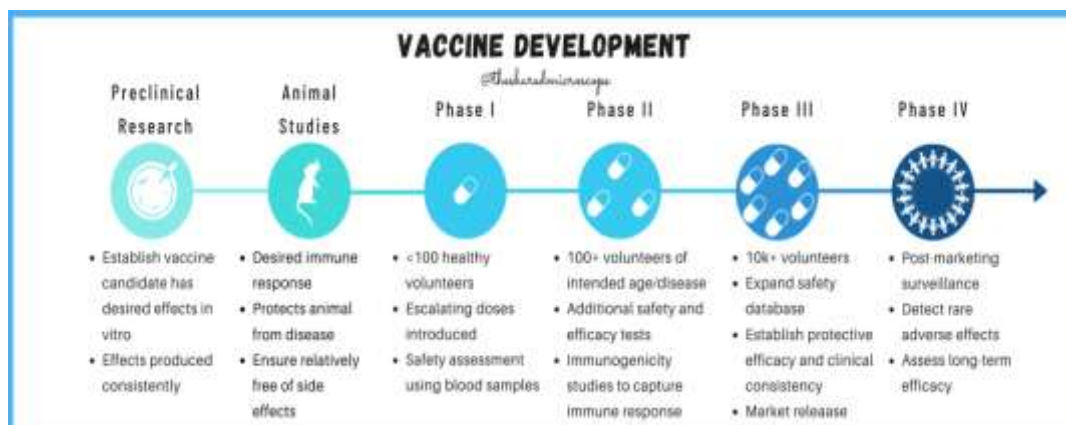 VACCINE DEVELOPMENT
@thesharedmicroscope
Preclinical
Research
Animal
Studies
Phase I
Phase II
Phase III
Phase IV
• Establish vaccine
candidate has
desired effects in
vitro
• Effects produced
consistently
• Desired immune
response
• Protects animal
from disease
• Ensure relatively
free of side
effects
• <100 healthy
volunteers
• Escalating doses
introduced
• Safety assessment
using blood samples
• 100+ volunteers of
intended age/disease
• Additional safety and
efficacy tests
• Immunogenicity
studies to capture
immune response
• 10k+ volunteers
• Expand safety
database
• Establish protective
efficacy and clinical
consistency
• Market releaase
• Post-marketing
surveillance
• Detect rare
adverse effects
• Assess long-term
efficacy